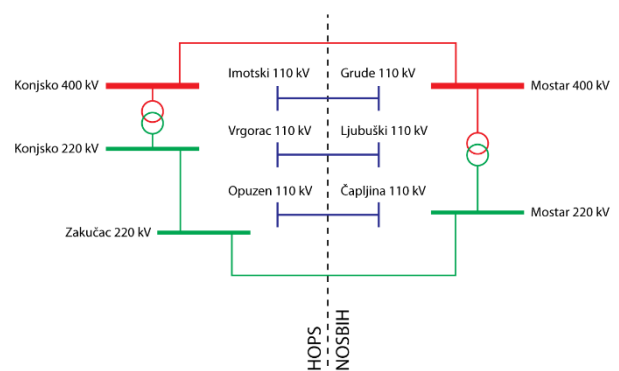 Imotski 110 kV
Grude 110 kV
Konjsko 400 kV
Mostar 400 kV
Vrgorac 110 kV
Ljubuški 110 kV
Konjsko 220 kV
Opuzen 110 kV
Čapljina 110 kV
Mostar 220 kV
Zakučac 220 kV
HOPS
NOSBIH